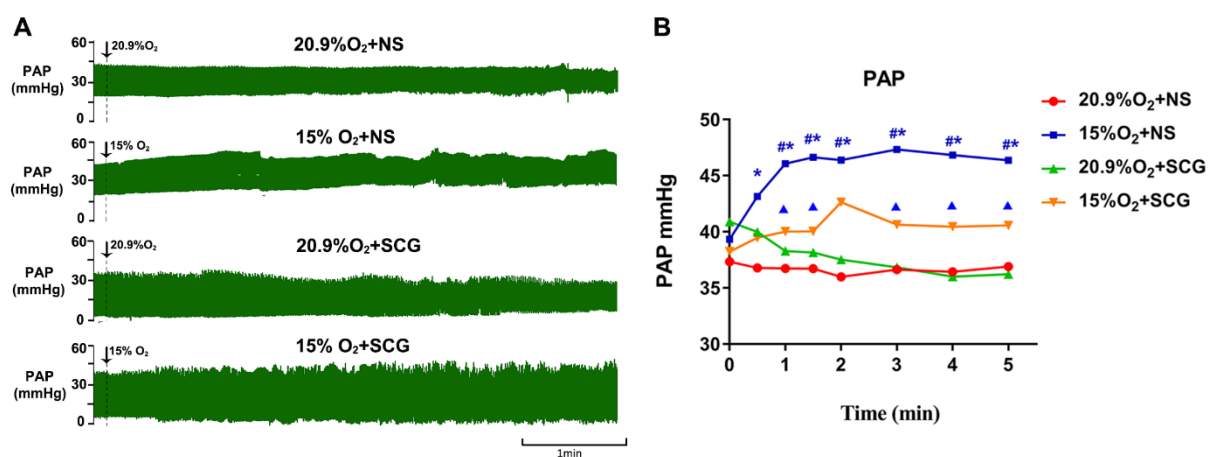 A
60
30
0
PAP
(mmHg)
20.9%O₂
20.9%O₂+NS
60
30
0
PAP
(mmHg)
15% O₂
15% O₂+NS
60
30
0
PAP
(mmHg)
20.9%O₂
20.9%O₂+SCG
60
30
0
PAP
(mmHg)
15% O₂
15% O₂+SCG
1min
B
PAP
50
45
40
35
30
PAP mmHg
* #* #* #* #* #* #*
0 1 2 3 4 5
Time (min)
20.9%O₂+NS
15%O₂+NS
20.9%O₂+SCG
15%O₂+SCG